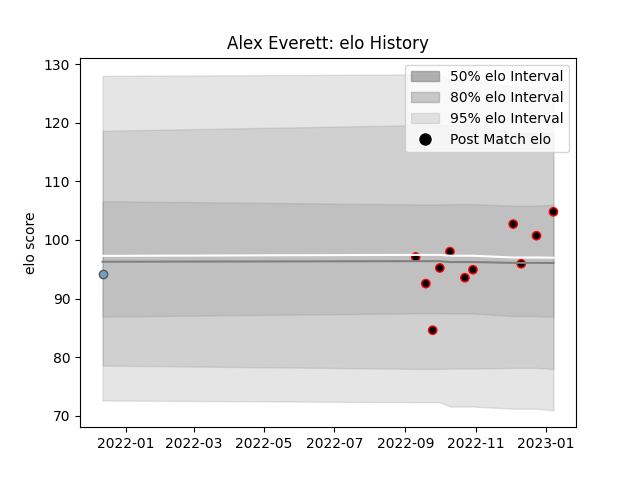 Alex Everett: elo History
130
120
110
100
90
80
70
elo score
50% elo Interval
80% elo Interval
95% elo Interval
Post Match elo
2022-01
2022-03
2022-05
2022-07
2022-09
2022-11
2023-01